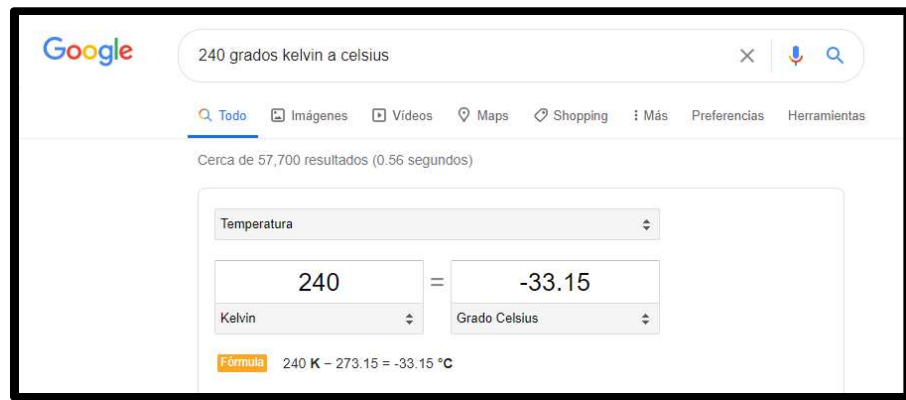 Google
240 grados kelvin a celsius
Todo Imágenes Vídeos Maps Shopping Más Preferencias Herramientas
Cerca de 57,700 resultados (0.56 segundos)
Temperatura
240 = -33.15
Kelvin Grado Celsius
Fórmula 240 K – 273.15 = -33.15 °C